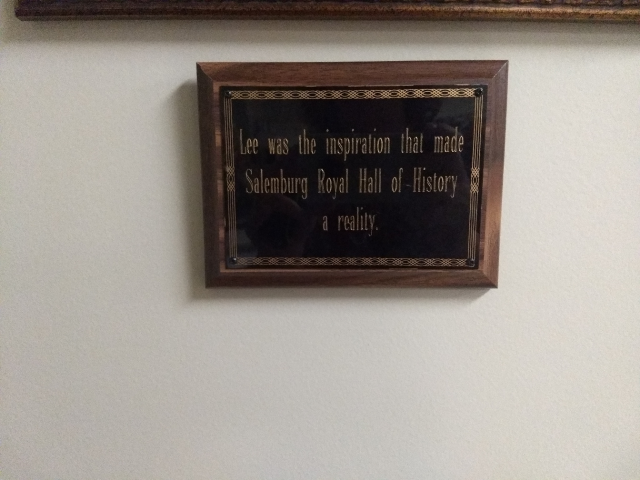 Lee was the inspiration that made
Salemburg Royal Hall of History
a reality.